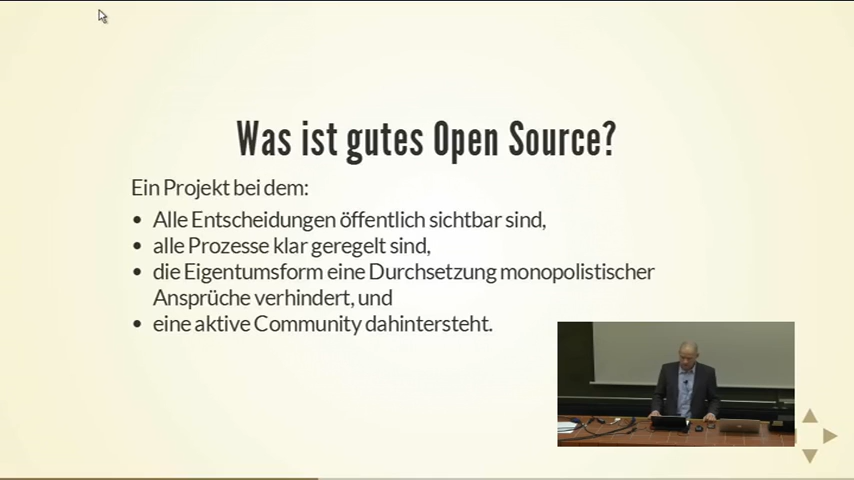 Was ist gutes Open Source?
Ein Projekt bei dem:
• Alle Entscheidungen öffentlich sichtbar sind,
• alle Prozesse klar geregelt sind,
• die Eigentumsform eine Durchsetzung monopolistischer
Ansprüche verhindert, und
• eine aktive Community dahintersteht.